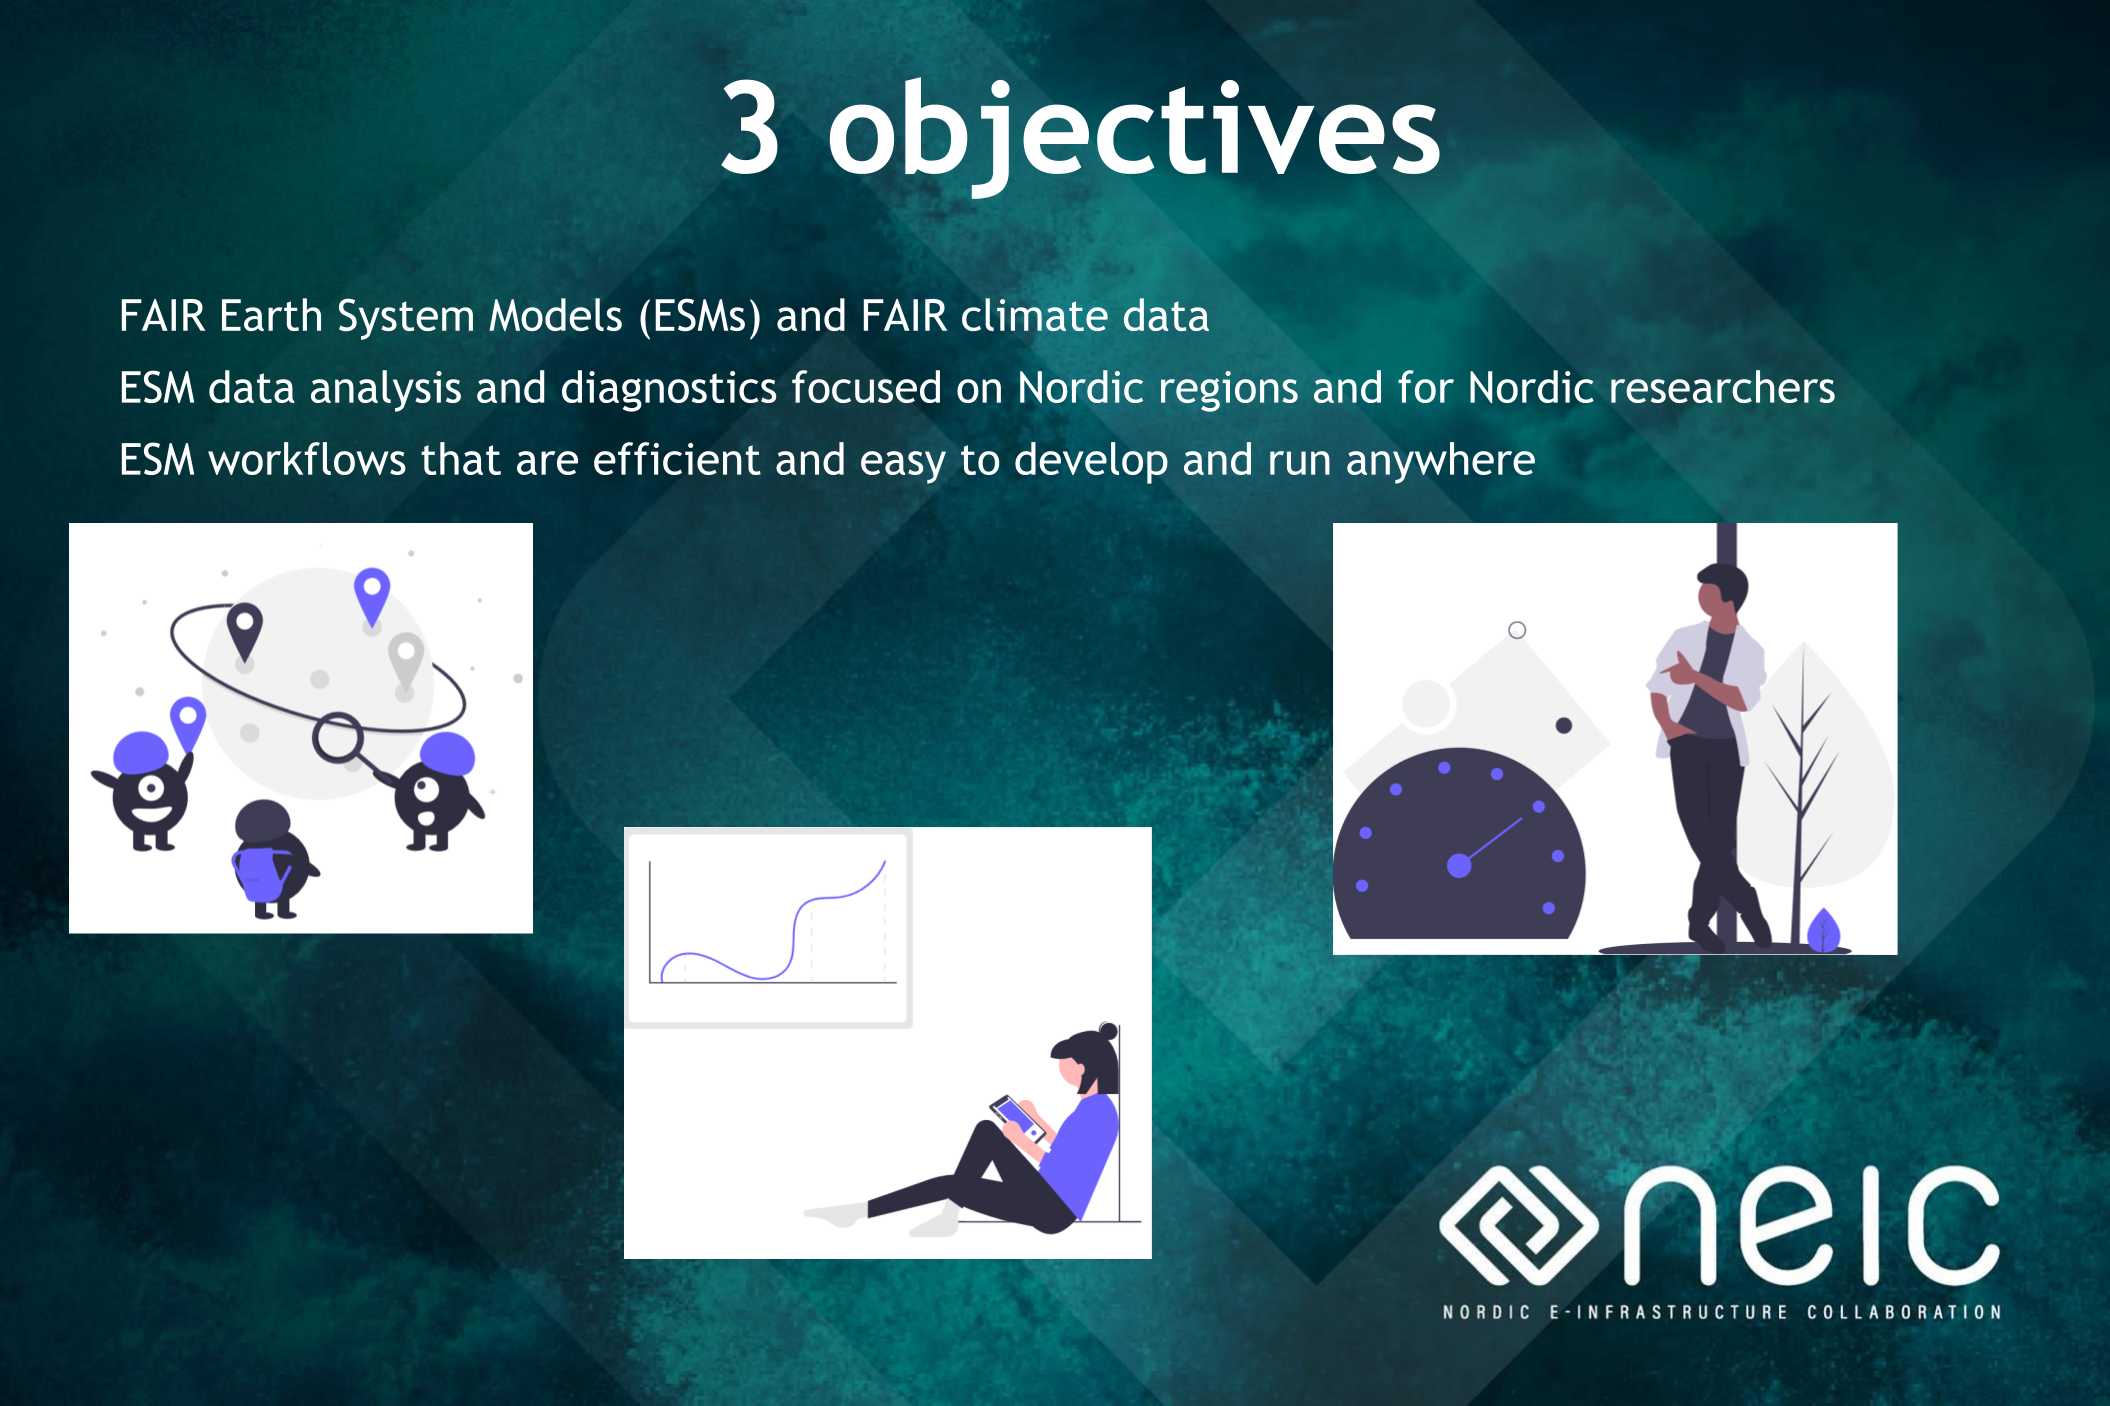 3 objectives
FAIR Earth System Models (ESMs) and FAIR climate data
ESM data analysis and diagnostics focused on Nordic regions and for Nordic researchers
ESM workflows that are efficient and easy to develop and run anywhere
neic
NORDIC E-INFRASTRUCTURE COLLABORATION